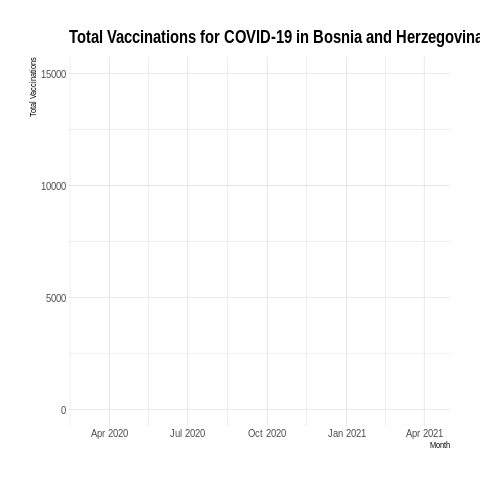 Total Vaccinations for COVID-19 in Bosnia and Herzegovina
Total Vaccinations
15000
10000
5000
0
Apr 2020 Jul 2020 Oct 2020 Jan 2021 Apr 2021
Month